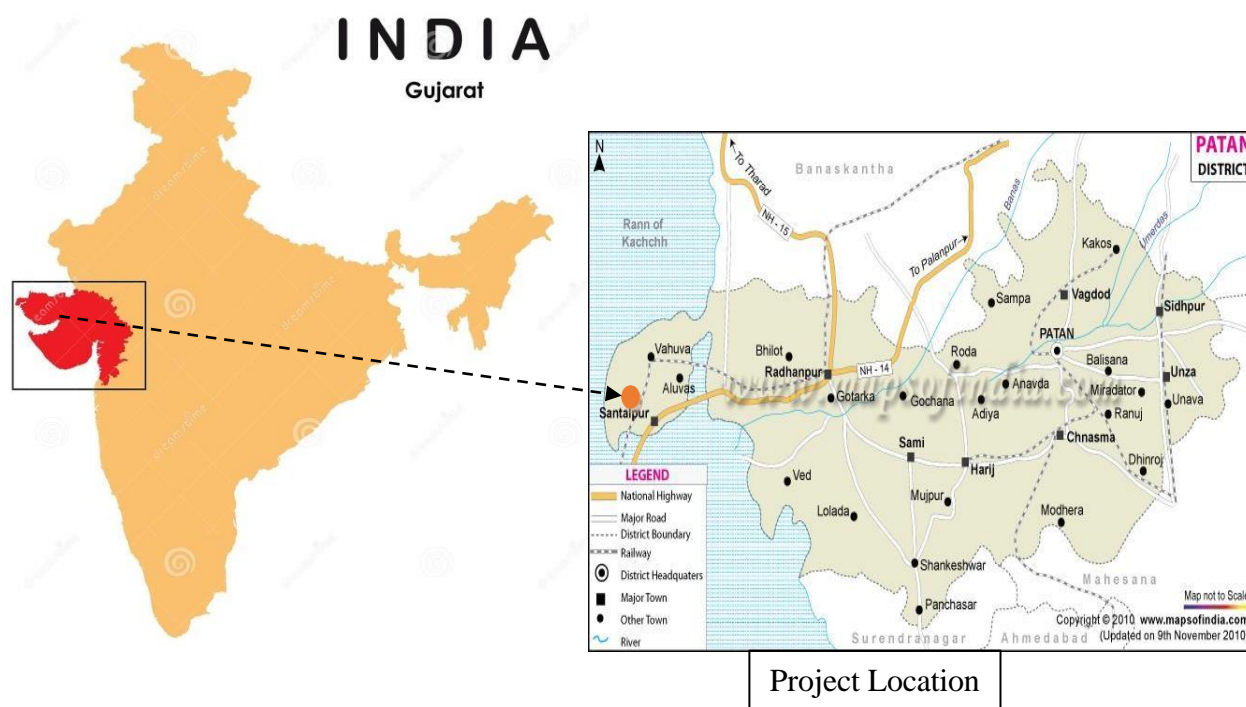 INDIA
Gujarat
PATAN
DISTRICT
N
To Tharad
Banaskantha
Banas
Umerdas
Rann of
Kachchh
NH - 15
To Palanpur
Kakos
Sampa
Vagdod
Sidhpur
PATAN
Vahuva
Bhilot
Roda
Balisana
Radhanpur
NH - 14
Unza
Aluvas
Anavda
Miradator
www.mapsofindia.com
Gotarka
Gochana
Adiya
Unava
Santalpur
Ranuj
Chnasma
Sami
Harij
Dhinroj
LEGEND
National Highway
Major Road
District Boundary
Railway
District Headquaters
Major Town
Other Town
River
Ved
Mujpur
Lolada
Modhera
Shankeshwar
Mahesana
Panchasar
Map not to Scale
Copyright © 2010 www.mapsofindia.com
(Updated on 9th November 2010)
Surendranagar
Ahmedabad
Project Location